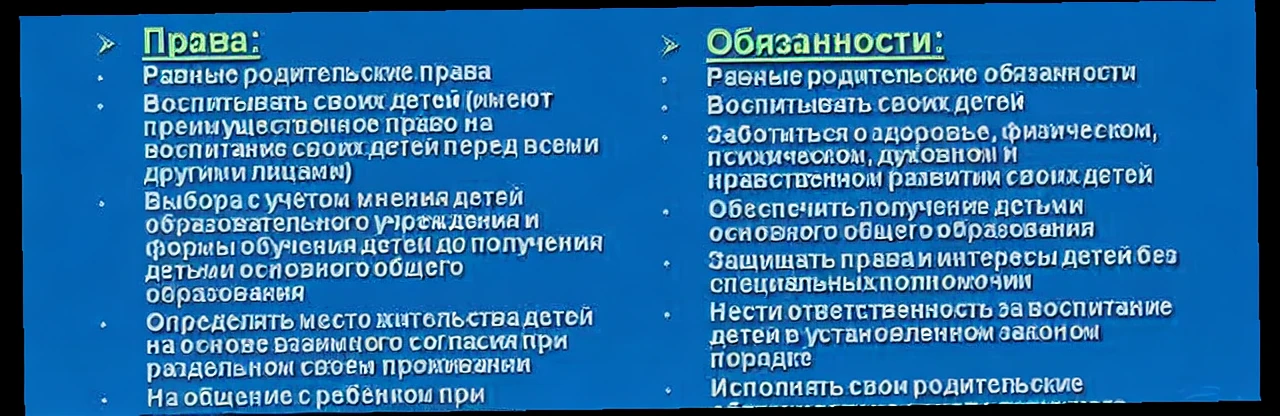 Права:
Равные родительские права
Воспитывать своих детей (имеют
преимущественное право на
воспитание своих детей перед всеми
другими лицами)
Выбора с учетом мнения детей
образовательного учреждения и
формы обучения детей до получения
детьми основного общего
образования
Определять место жительства детей
на основе взаимного согласия при
раздельном своем проживании
На общение с ребенком при
Обязанности:
Равные родительские обязанности
Воспитывать своих детей
Заботиться о здоровье, физическом,
психическом, духовном и
нравственном развитии своих детей
Обеспечить получение детьми
основного общего образования
Защищать права и интересы детей без
специальных полномочий
Нести ответственность за воспитание
детей в установленном законом
порядке
Исполнять свои родительские